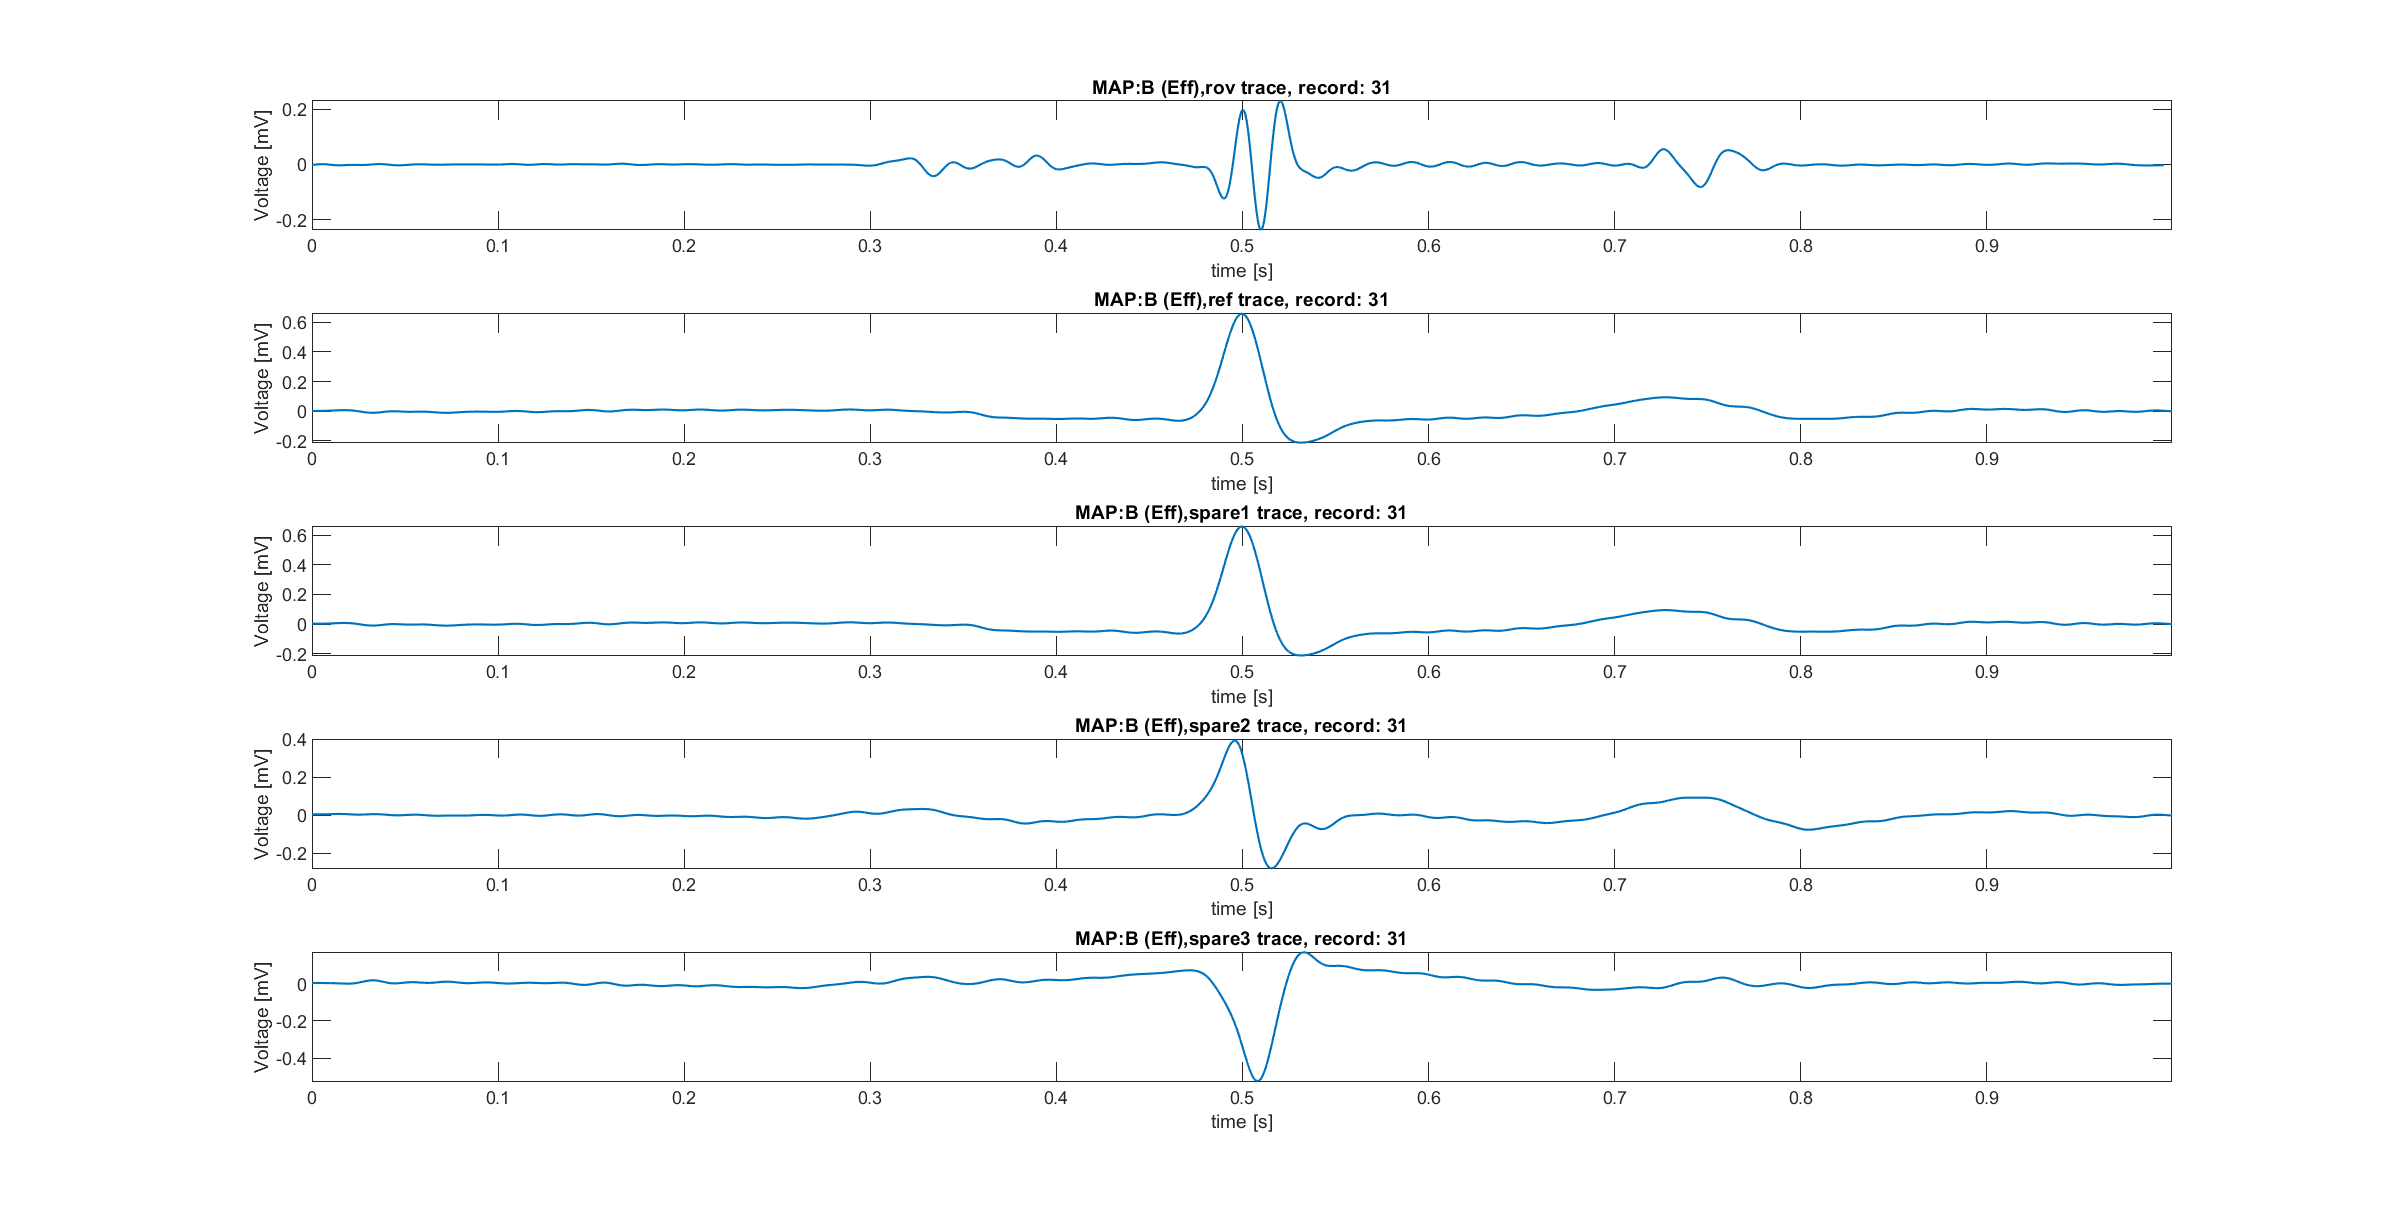 MAP:B (Eff),rov trace, record: 31
Voltage [mV]
0.2
0
-0.2
0 0.1 0.2 0.3 0.4 0.5 0.6 0.7 0.8 0.9
time [s]
MAP:B (Eff),ref trace, record: 31
Voltage [mV]
0.6
0.4
0.2
0
-0.2
0 0.1 0.2 0.3 0.4 0.5 0.6 0.7 0.8 0.9
time [s]
MAP:B (Eff),spare1 trace, record: 31
Voltage [mV]
0.6
0.4
0.2
0
-0.2
0 0.1 0.2 0.3 0.4 0.5 0.6 0.7 0.8 0.9
time [s]
MAP:B (Eff),spare2 trace, record: 31
Voltage [mV]
0.4
0.2
0
-0.2
0 0.1 0.2 0.3 0.4 0.5 0.6 0.7 0.8 0.9
time [s]
MAP:B (Eff),spare3 trace, record: 31
Voltage [mV]
0
-0.2
-0.4
0 0.1 0.2 0.3 0.4 0.5 0.6 0.7 0.8 0.9
time [s]